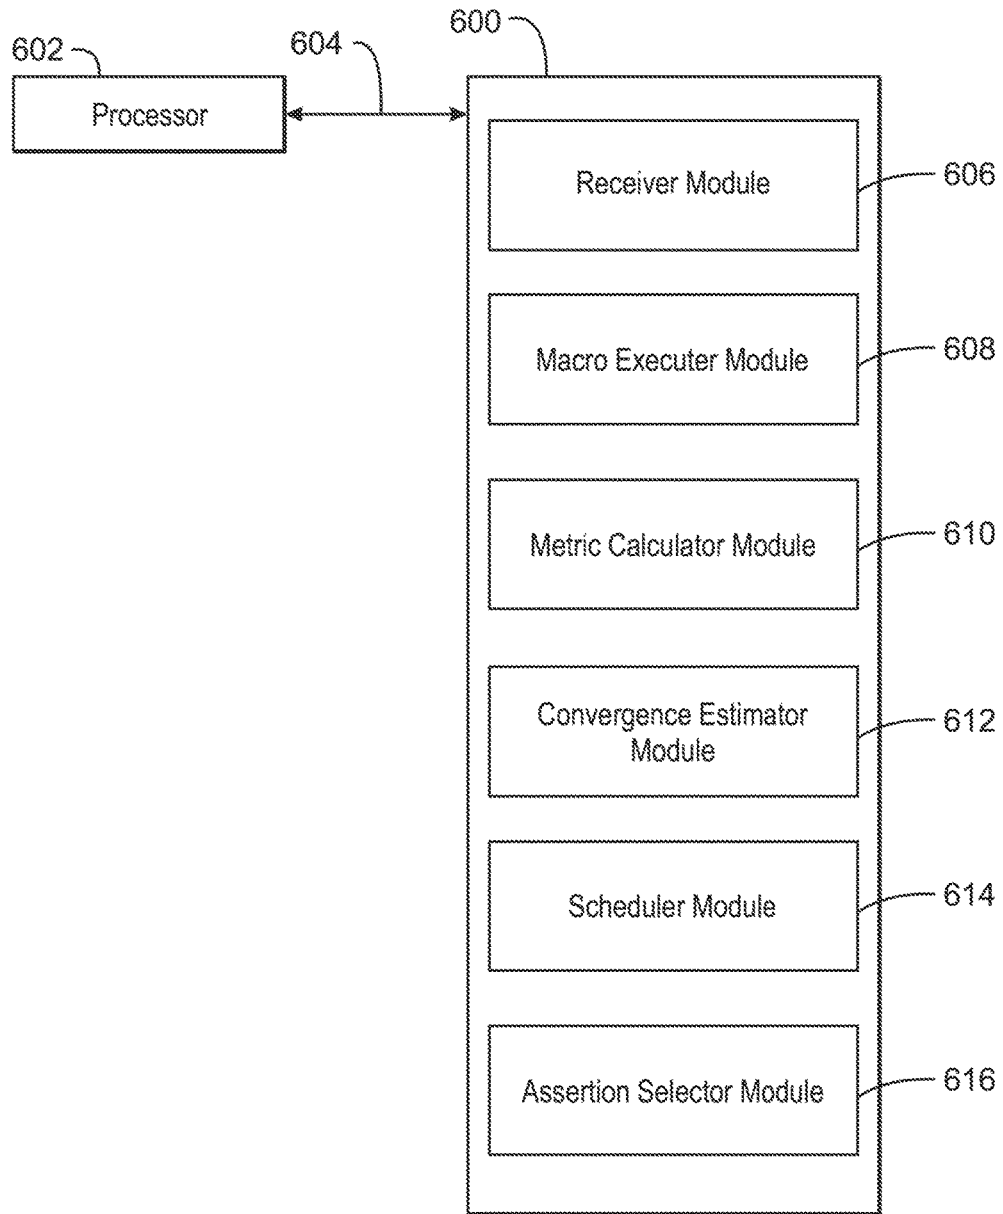 602
604
600
Processor
Receiver Module
606
Macro Executer Module
608
Metric Calculator Module
610
Convergence Estimator
Module
612
Scheduler Module
614
Assertion Selector Module
616